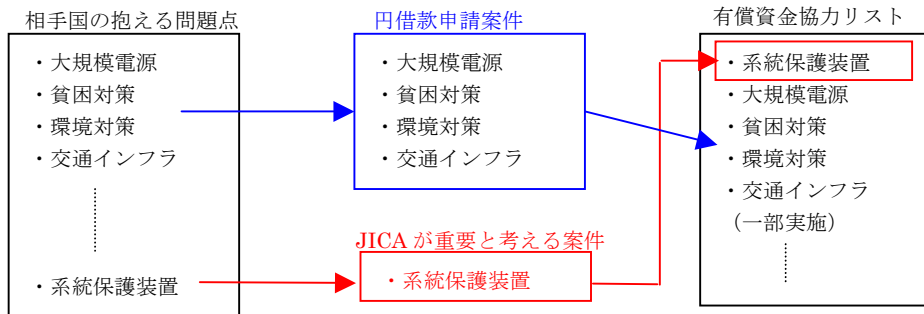 相手国の抱える問題点
・大規模電源
・貧困対策
・環境対策
・交通インフラ
・系統保護装置
円借款申請案件
・大規模電源
・貧困対策
・環境対策
・交通インフラ
JICA が重要と考える案件
・系統保護装置
有償資金協力リスト
・系統保護装置
・大規模電源
・貧困対策
・環境対策
・交通インフラ
(一部実施)